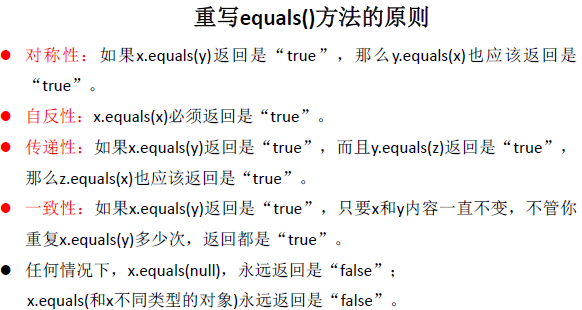 重写equals()方法的原则
对称性：如果x.equals(y)返回是“true”，那么y.equals(x)也应该返回是
“true”。
自反性：x.equals(x)必须返回是“true”。
传递性：如果x.equals(y)返回是“true”，而且y.equals(z)返回是“true”，
那么z.equals(x)也应该返回是“true”。
一致性：如果x.equals(y)返回是“true”，只要x和y内容一直不变，不管你
重复x.equals(y)多少次，返回都是“true”。
任何情况下，x.equals(null)，永远返回是“false”；
x.equals(和x不同类型的对象)永远返回是“false”。